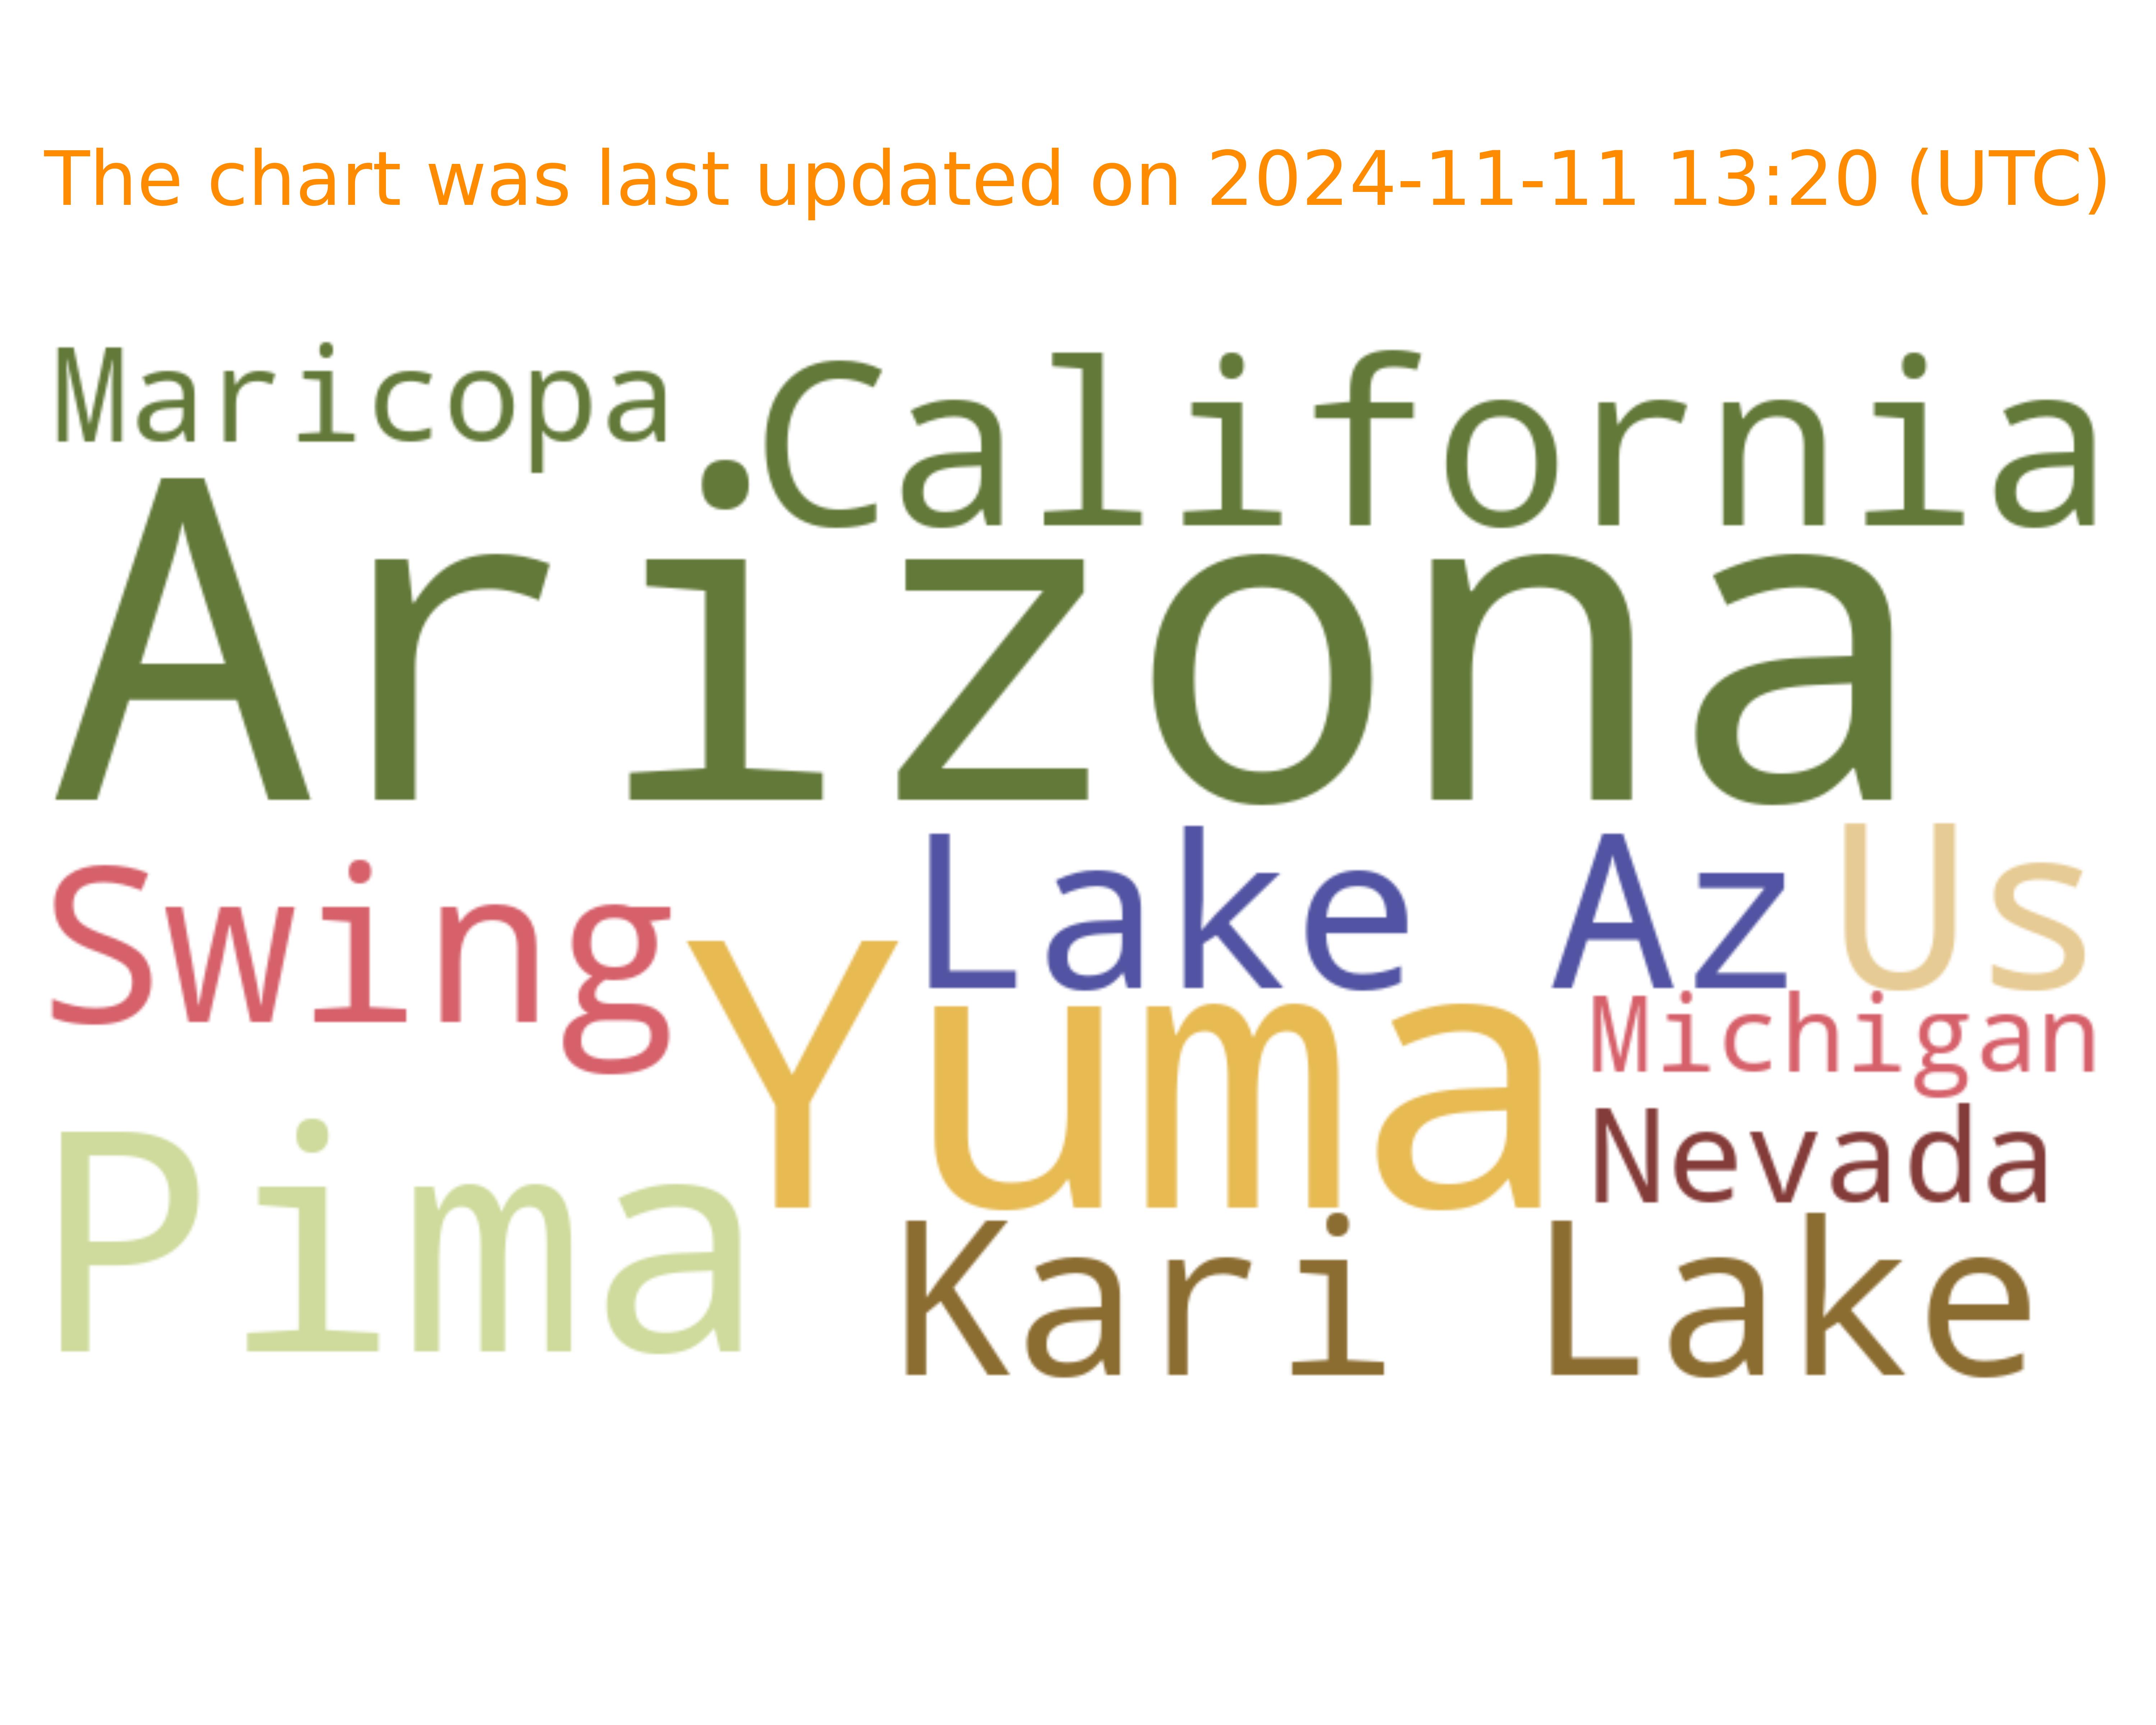 The chart was last updated on 2024-11-11 13:20 (UTC)
Maricopa California
Arizona
Swing Lake Az Us
Yuma Michigan
Pima Nevada
Kari Lake